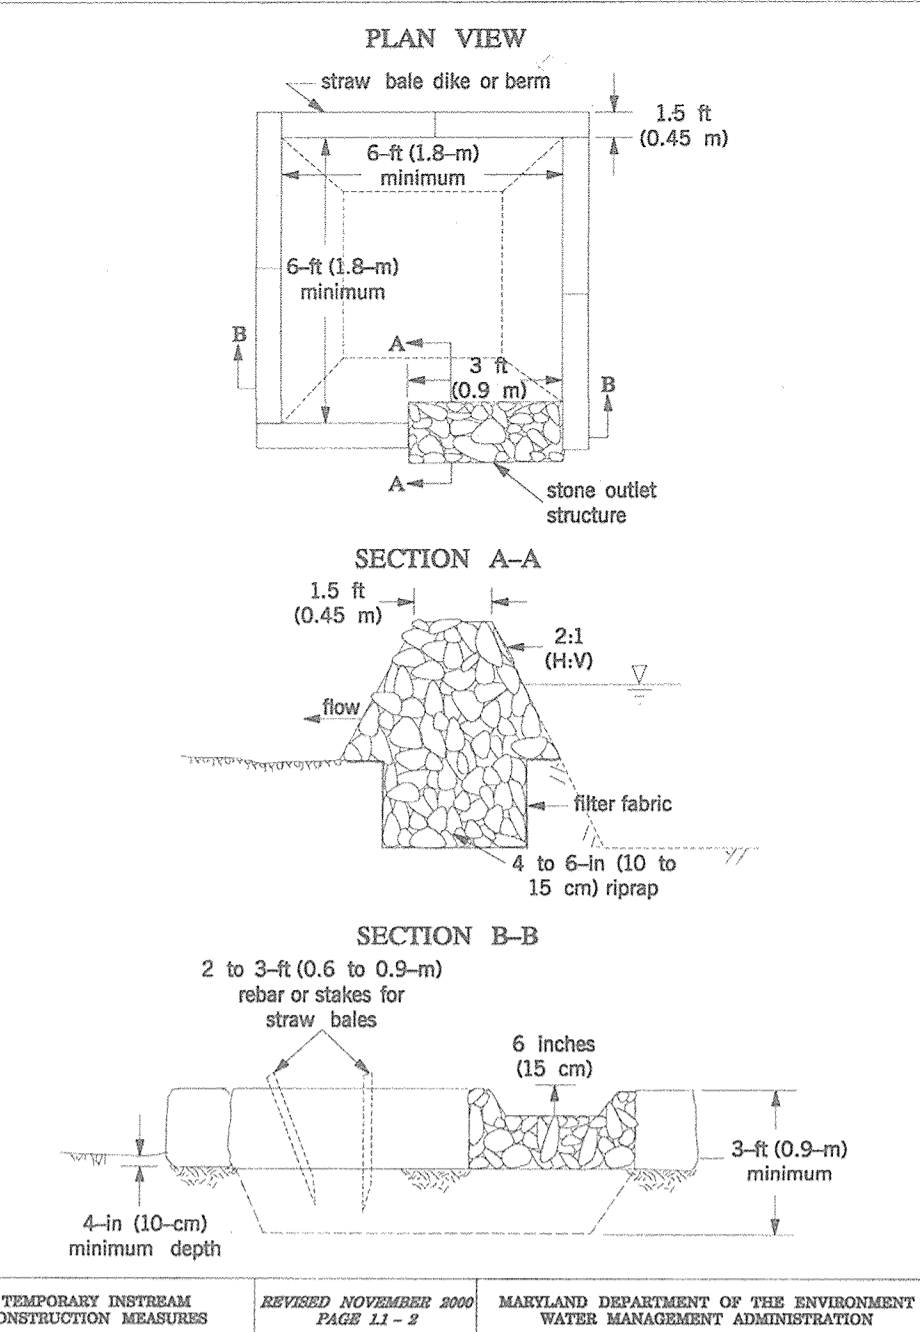 PLAN VIEW
straw bale dike or berm
1.5 ft
(0.45 m)
6-ft (1.8-m)
minimum
6-ft (1.8-m)
minimum
B
A
3 ft
(0.9 m)
B
A
stone outlet
structure
SECTION A-A
1.5 ft
(0.45 m)
2:1
(H:V)
flow
filter fabric
4 to 6-in (10 to
15 cm) riprap
SECTION B-B
2 to 3-ft (0.6 to 0.9-m)
rebar or stakes for
straw bales
6 inches
(15 cm)
3-ft (0.9-m)
minimum
4-in (10-cm)
minimum depth
TEMPORARY INSTREAM
ONSTRUCTION MEASURES
REVISED NOVEMBER 2000
PAGE 1.1 - 2
MARYLAND DEPARTMENT OF THE ENVIRONMENT
WATER MANAGEMENT ADMINISTRATION